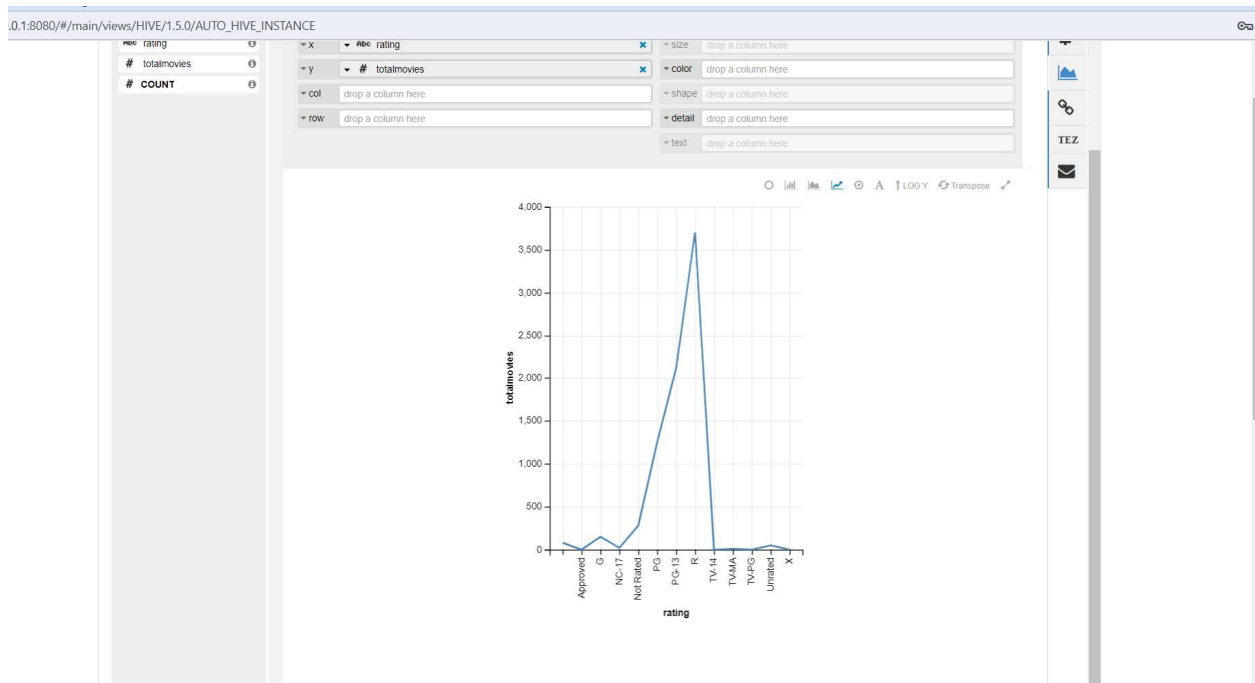 .0.1:8080/#/main/views/HIVE/1.5.0/AUTO_HIVE_INSTANCE
Abc rating
# totalmovies
# COUNT
x Abc rating
y # totalmovies
col drop a column here
row drop a column here
size drop a column here
color drop a column here
shape drop a column here
detail drop a column here
text drop a column here
TEZ
A LOG Y Transpose
4,000
3,500
3,000
2,500
2,000
1,500
1,000
500
0
totalmovies
Approved
G
NC-17
Not Rated
PG
PG-13
R
TV-14
TV-MA
TV-PG
Unrated
X
rating